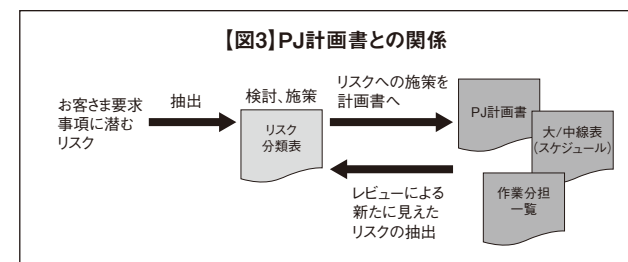 【図3】PJ計画書との関係
お客さま要求
事項に潜む
リスク
抽出
検討、施策
リスク
分類表
リスクへの施策を
計画書へ
レビューによる
新たに見えた
リスクの抽出
PJ計画書
大/中線表
(スケジュール)
作業分担
一覧